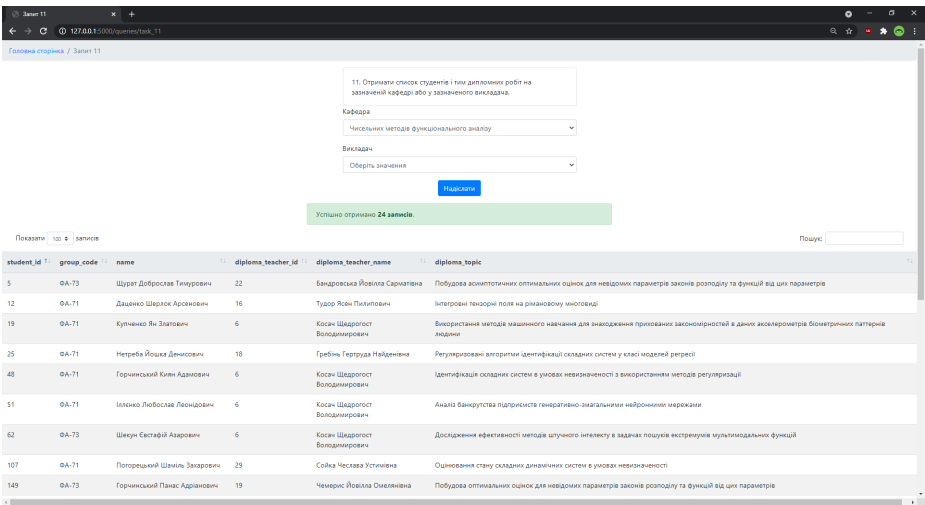 Запит 11
127.0.0.1:5000/queries/task_11
Головна сторінка / Запит 11
11. Отримати список студентів і тим дипломних робіт на
зазначеній кафедрі або у зазначеного викладача.
Кафедра
Чисельних методів функціонального аналізу
Викладач
Оберіть значення
Надіслати
Успішно отримано 24 записів.
Показати 100 записів
Пошук:
student_id group_code name diploma_teacher_id diploma_teacher_name diploma_topic
5 ФА-73 Щурат Доброслав Тимурович 22 Бандровська Йовілла Сарматівна Побудова асимптотичних оптимальних оцінок для невідомих параметрів законів розподілу та функцій від цих параметрів
12 ФА-71 Даценко Шерлок Арсенович 16 Тудор Ясен Пилипович Інтегровні тензорні поля на рімановому многовиді
19 ФА-71 Купченко Ян Златович 6 Косач Щедрогост Використання методів машинного навчання для знаходження прихованих закономірностей в даних акселерометрів біометричних паттернів
Володимирович людини
25 ФА-71 Нетреба Йошка Денисович 18 Гребінь Гертруда Найденівна Регуляризовані алгоритми ідентифікації складних систем у класі моделей регресії
48 ФА-71 Горчинський Киян Адамович 6 Косач Щедрогост Ідентифікація складних систем в умовах невизначеності з використанням методів регуляризації
Володимирович
51 ФА-71 Іллєнко Любослав Леонідович 6 Косач Щедрогост Аналіз банкрутства підприємств генеративно-змагальними нейронними мережами
Володимирович
62 ФА-73 Шекун Євстафій Азарович 6 Косач Щедрогост Дослідження ефективності методів штучного інтелекту в задачах пошуків екстремумів мультимодальних функцій
Володимирович
107 ФА-71 Погорецький Шаміль Захарович 29 Сойка Чеслава Устимівна Оцінювання стану складних динамічних систем в умовах невизначеності
149 ФА-73 Горчинський Панас Адріанович 19 Чемерис Йовілла Омелянівна Побудова оптимальних оцінок для невідомих параметрів законів розподілу та функцій від цих параметрів